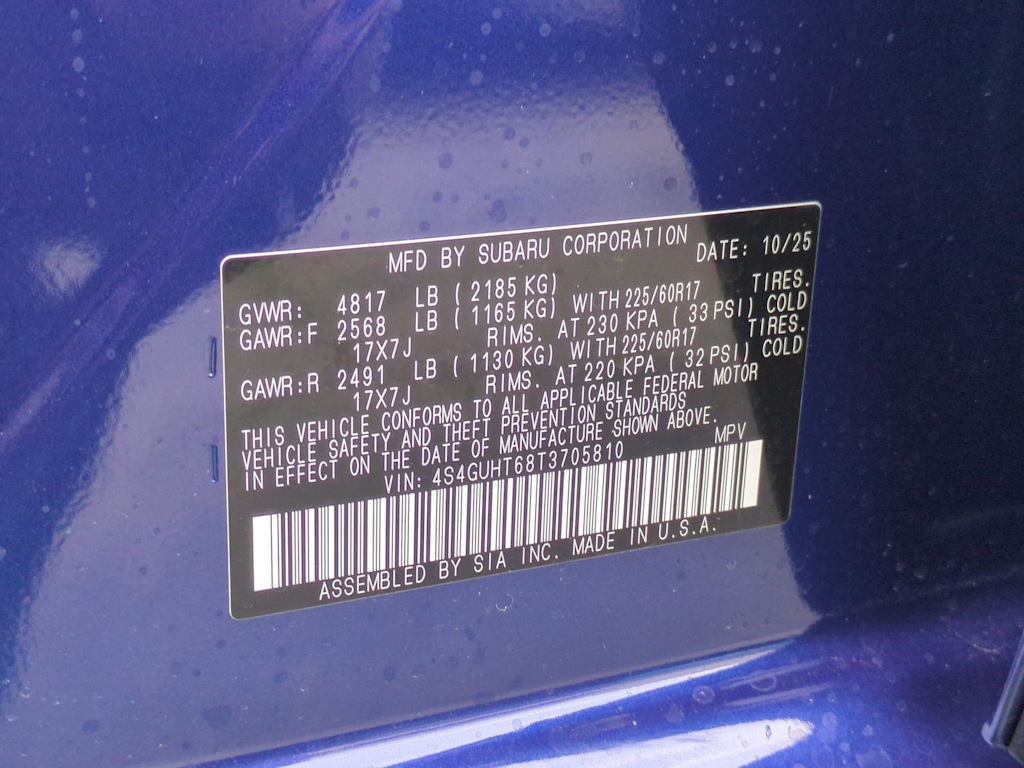 MFD BY SUBARU CORPORATION DATE: 10/25
GVWR: 4817 LB ( 2185 KG)
GAWR:F 2568 LB ( 1165 KG) WITH 225/60R17 TIRES.
17X7J RIMS. AT 230 KPA ( 33 PSI) COLD
GAWR:R 2491 LB ( 1130 KG) WITH 225/60R17 TIRES.
17X7J RIMS. AT 220 KPA ( 32 PSI) COLD
THIS VEHICLE CONFORMS TO ALL APPLICABLE FEDERAL MOTOR
VEHICLE SAFETY AND THEFT PREVENTION STANDARDS
IN EFFECT ON THE DATE OF MANUFACTURE SHOWN ABOVE.
VIN: 4S4GUHT68T3705810 MPV
ASSEMBLED BY SIA INC. MADE IN U.S.A.